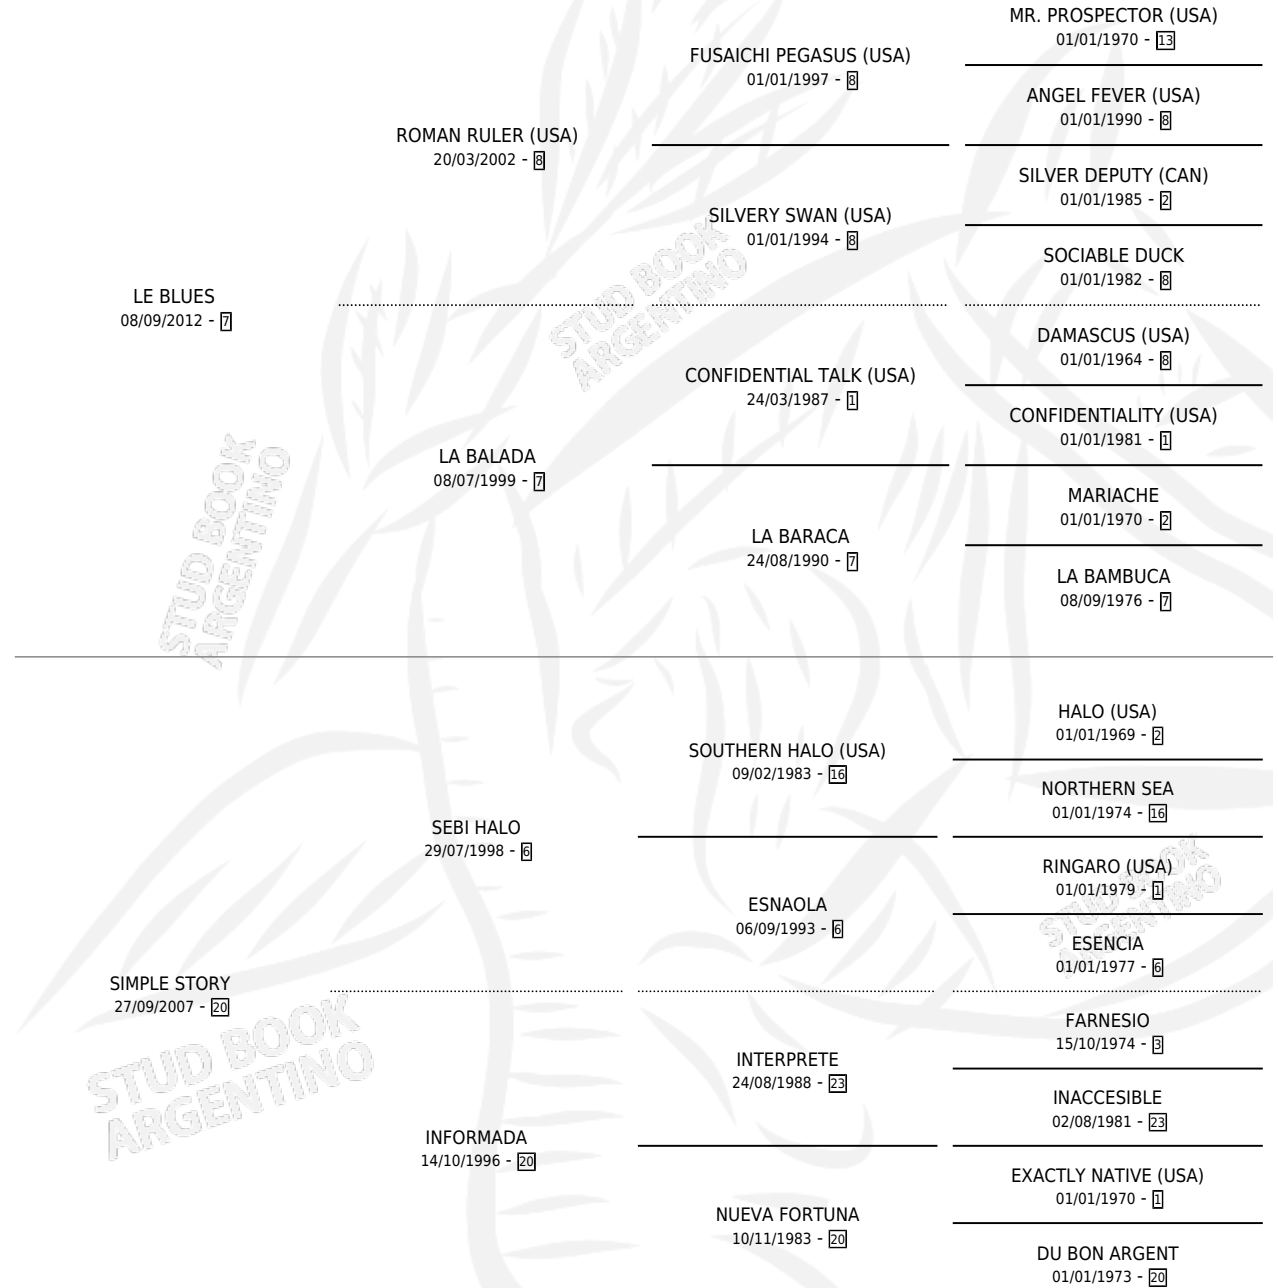 MR. PROSPECTOR (USA)
01/01/1970 - 13
FUSAICHI PEGASUS (USA)
01/01/1997 - 8
ANGEL FEVER (USA)
01/01/1990 - 8
ROMAN RULER (USA)
20/03/2002 - 8
SILVER DEPUTY (CAN)
01/01/1985 - 2
SILVERY SWAN (USA)
01/01/1994 - 8
SOCIABLE DUCK
01/01/1982 - 8
LE BLUES
08/09/2012 - 7
DAMASCUS (USA)
01/01/1964 - 8
CONFIDENTIAL TALK (USA)
24/03/1987 - 1
CONFIDENTIALITY (USA)
01/01/1981 - 1
LA BALADA
08/07/1999 - 7
MARIACHE
01/01/1970 - 2
LA BARACA
24/08/1990 - 7
LA BAMBUCA
08/09/1976 - 7
HALO (USA)
01/01/1969 - 2
SOUTHERN HALO (USA)
09/02/1983 - 16
NORTHERN SEA
01/01/1974 - 16
SEBI HALO
29/07/1998 - 6
RINGARO (USA)
01/01/1979 - 1
ESNAOLA
06/09/1993 - 6
ESENCIA
01/01/1977 - 6
SIMPLE STORY
27/09/2007 - 20
FARNESIO
15/10/1974 - 3
INTERPRETE
24/08/1988 - 23
INACCESIBLE
02/08/1981 - 23
INFORMADA
14/10/1996 - 20
EXACTLY NATIVE (USA)
01/01/1970 - 1
NUEVA FORTUNA
10/11/1983 - 20
DU BON ARGENT
01/01/1973 - 20
STUD BOOK
ARGENTINO
STUD BOOK
ARGENTINO
STUD BOOK
ARGENTINO
STUD BOOK
ARGENTINO